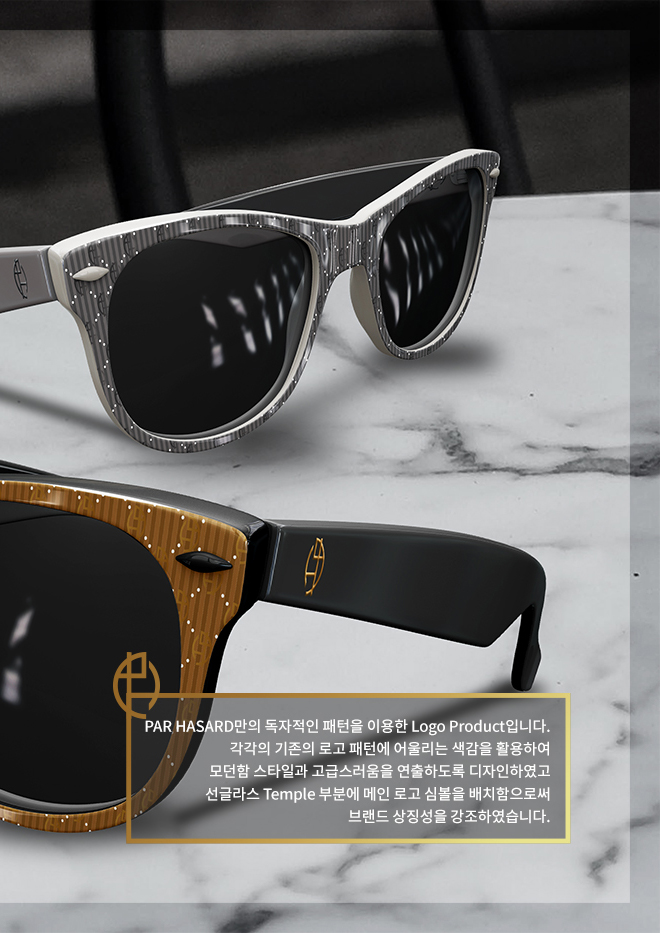 PAR HASARD만의 독자적인 패턴을 이용한 Logo Product입니다.
각각의 기존의 로고 패턴에 어울리는 색감을 활용하여
모던함 스타일과 고급스러움을 연출하도록 디자인하였고
선글라스 Temple 부분에 메인 로고 심볼을 배치함으로써
브랜드 상징성을 강조하였습니다.